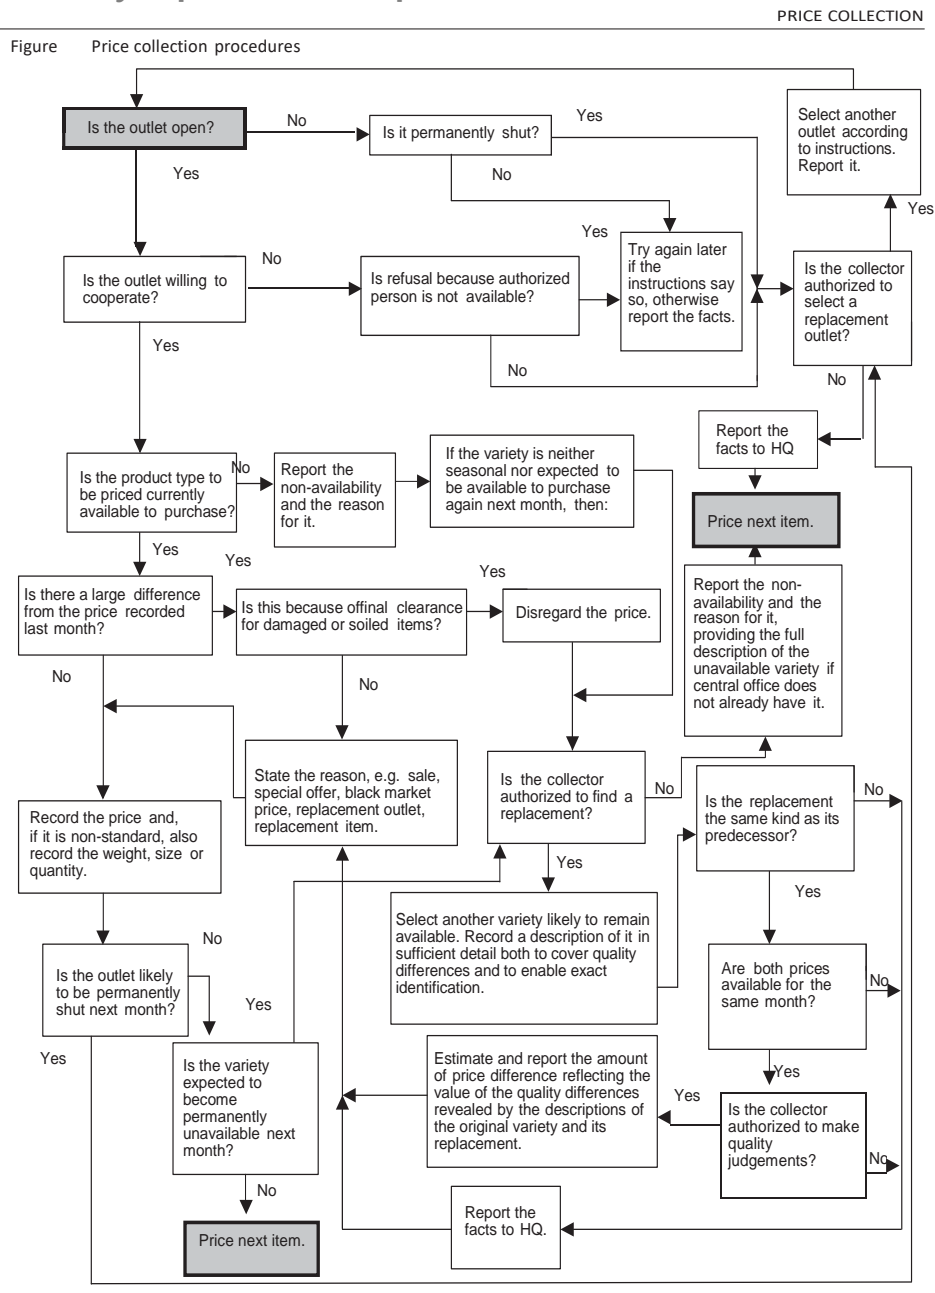 PRICE COLLECTION
Figure Price collection procedures
Is the outlet open?
No
Is it permanently shut?
Yes
Select another
outlet according
to instructions.
Report it.
Yes
No
Yes
Is the outlet willing to
cooperate?
No
Is refusal because authorized
person is not available?
Yes
Try again later
if the
instructions say
so, otherwise
report the facts.
Is the collector
authorized to
select a
replacement
outlet?
Yes
No
No
Report the
facts to HQ
Is the product type to
be priced currently
available to purchase?
No
Report the
non-availability
and the reason
for it.
If the variety is neither
seasonal nor expected to
be available to purchase
again next month, then:
Price next item.
Yes
Yes
Yes
Is there a large difference
from the price recorded
last month?
Is this because offinal clearance
for damaged or soiled items?
Disregard the price.
Report the non-
availability and the
reason for it,
providing the full
description of the
unavailable variety if
central office does
not already have it.
No
No
State the reason, e.g. sale,
special offer, black market
price, replacement outlet,
replacement item.
Is the collector
authorized to find a
replacement?
No
Is the replacement
the same kind as its
predecessor?
No
Record the price and,
if it is non-standard, also
record the weight, size or
quantity.
Yes
Yes
Select another variety likely to remain
available. Record a description of it in
sufficient detail both to cover quality
differences and to enable exact
identification.
No
Is the outlet likely
to be permanently
shut next month?
Are both prices
available for the
same month?
No
Yes
Yes
Is the variety
expected to
become
permanently
unavailable next
month?
Estimate and report the amount
of price difference reflecting the
value of the quality differences
revealed by the descriptions of
the original variety and its
replacement.
Yes
Yes
Is the collector
authorized to make
quality
judgements?
No
No
Report the
facts to HQ.
Price next item.